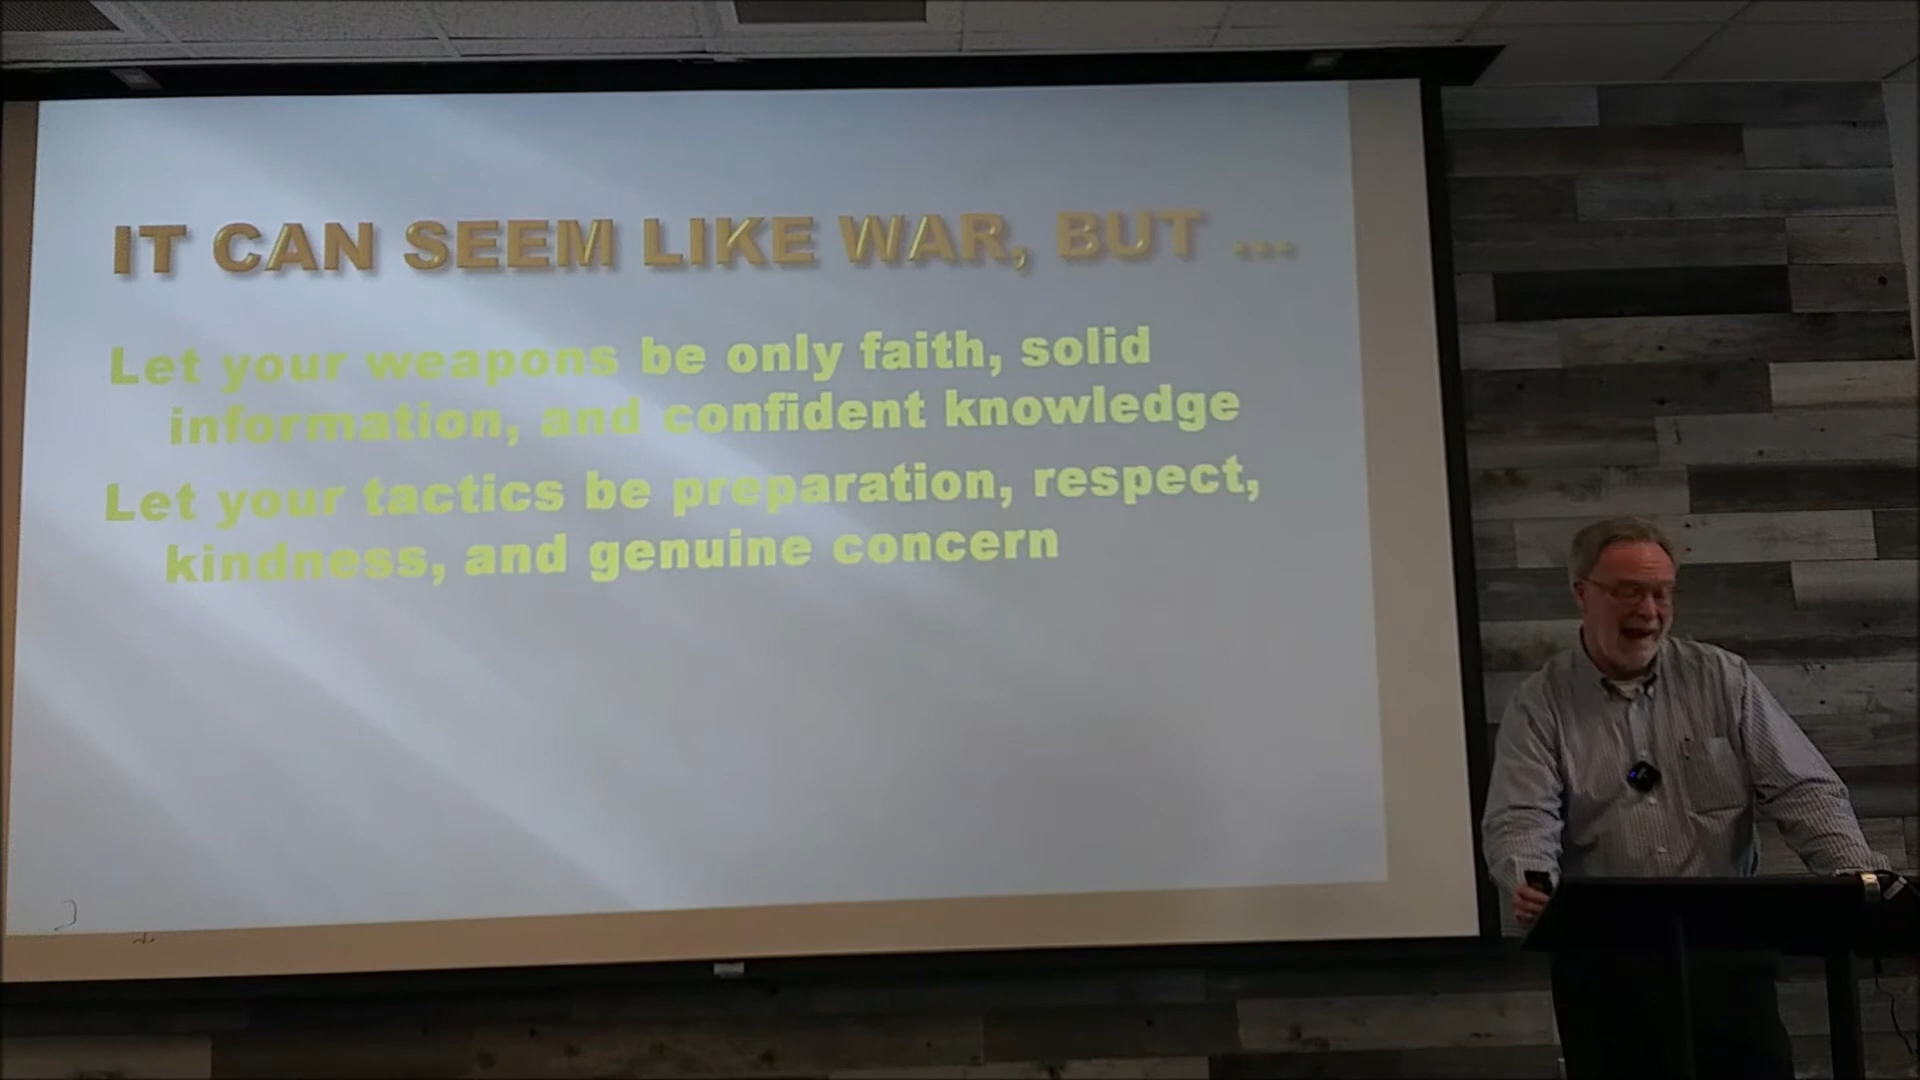 IT CAN SEEM LIKE WAR, BUT ...
Let your weapons be only faith, solid
information, and confident knowledge
Let your tactics be preparation, respect,
kindness, and genuine concern